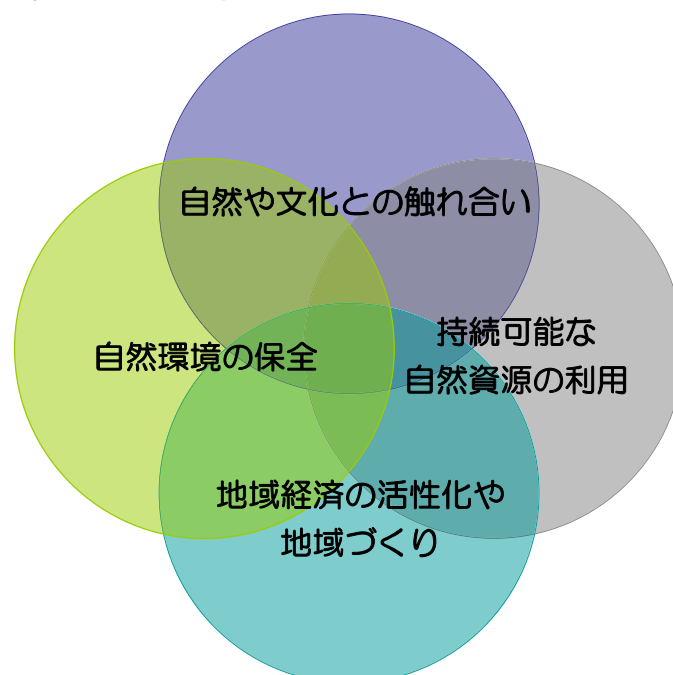 自然や文化との触れ合い
持続可能な
自然資源の利用
自然環境の保全
地域経済の活性化や
地域づくり